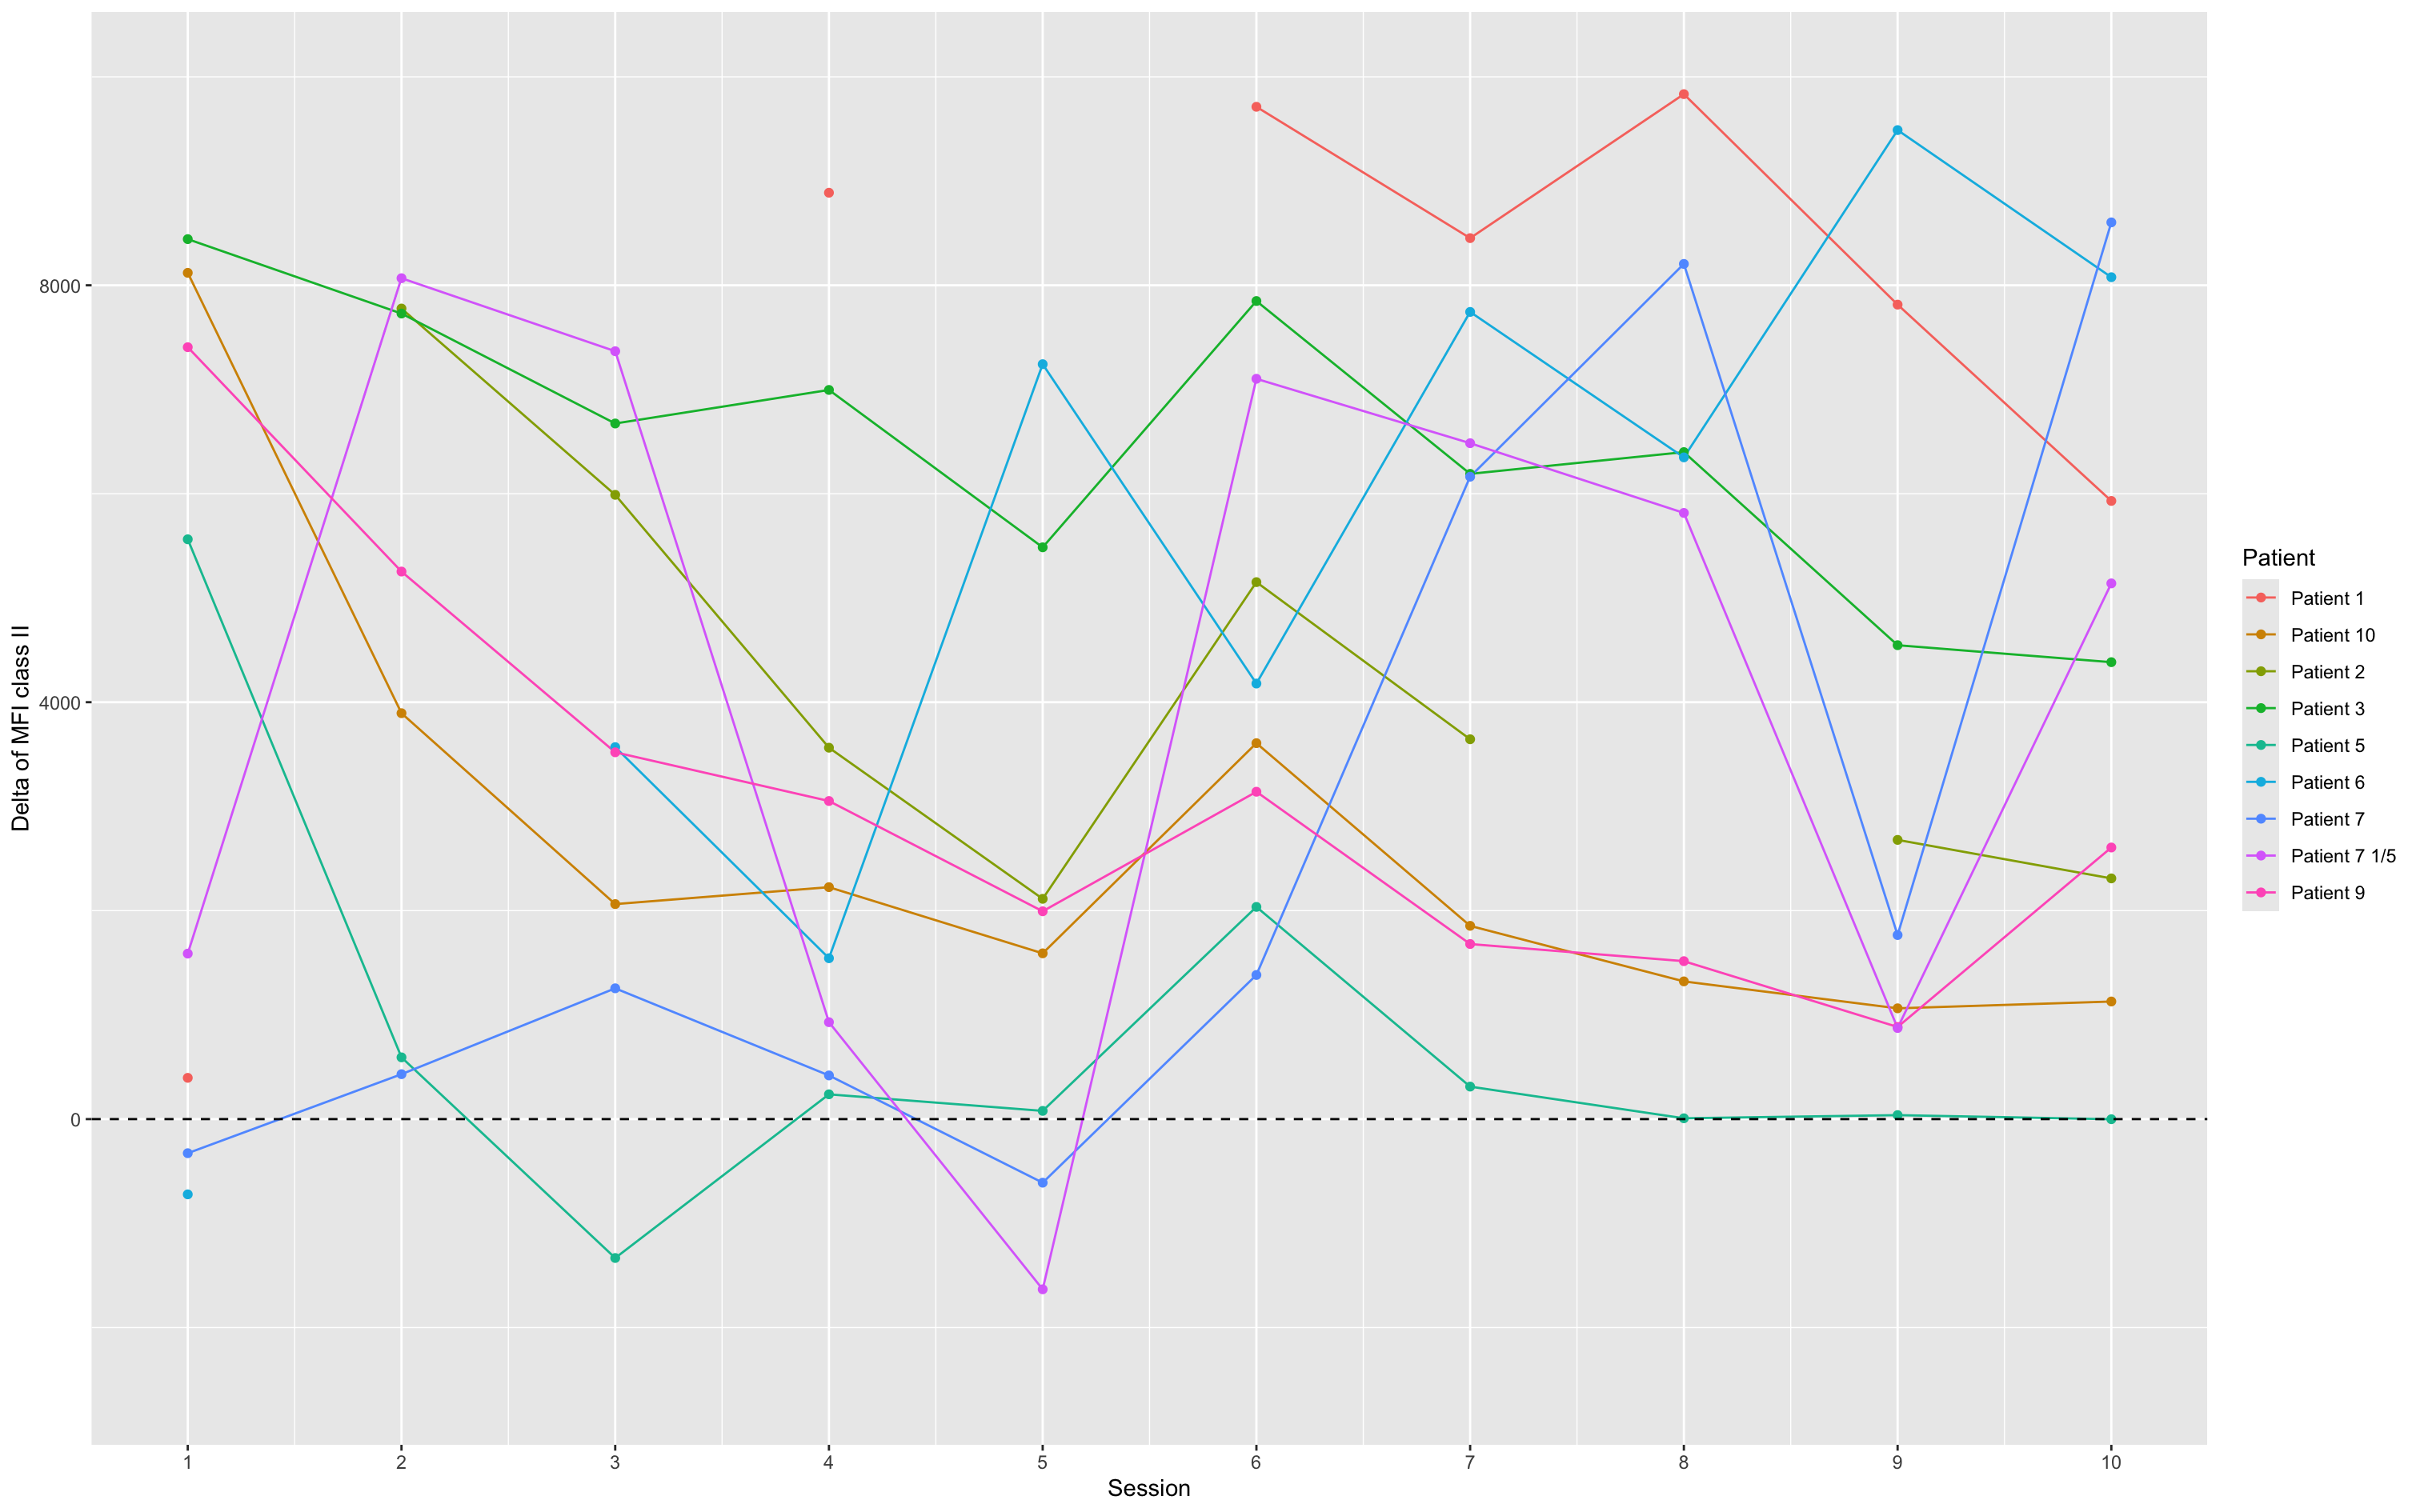 Delta of MFI class II
8000
4000
0
1 2 3 4 5 6 7 8 9 10
Session
Patient
Patient 1
Patient 10
Patient 2
Patient 3
Patient 5
Patient 6
Patient 7
Patient 7 1/5
Patient 9